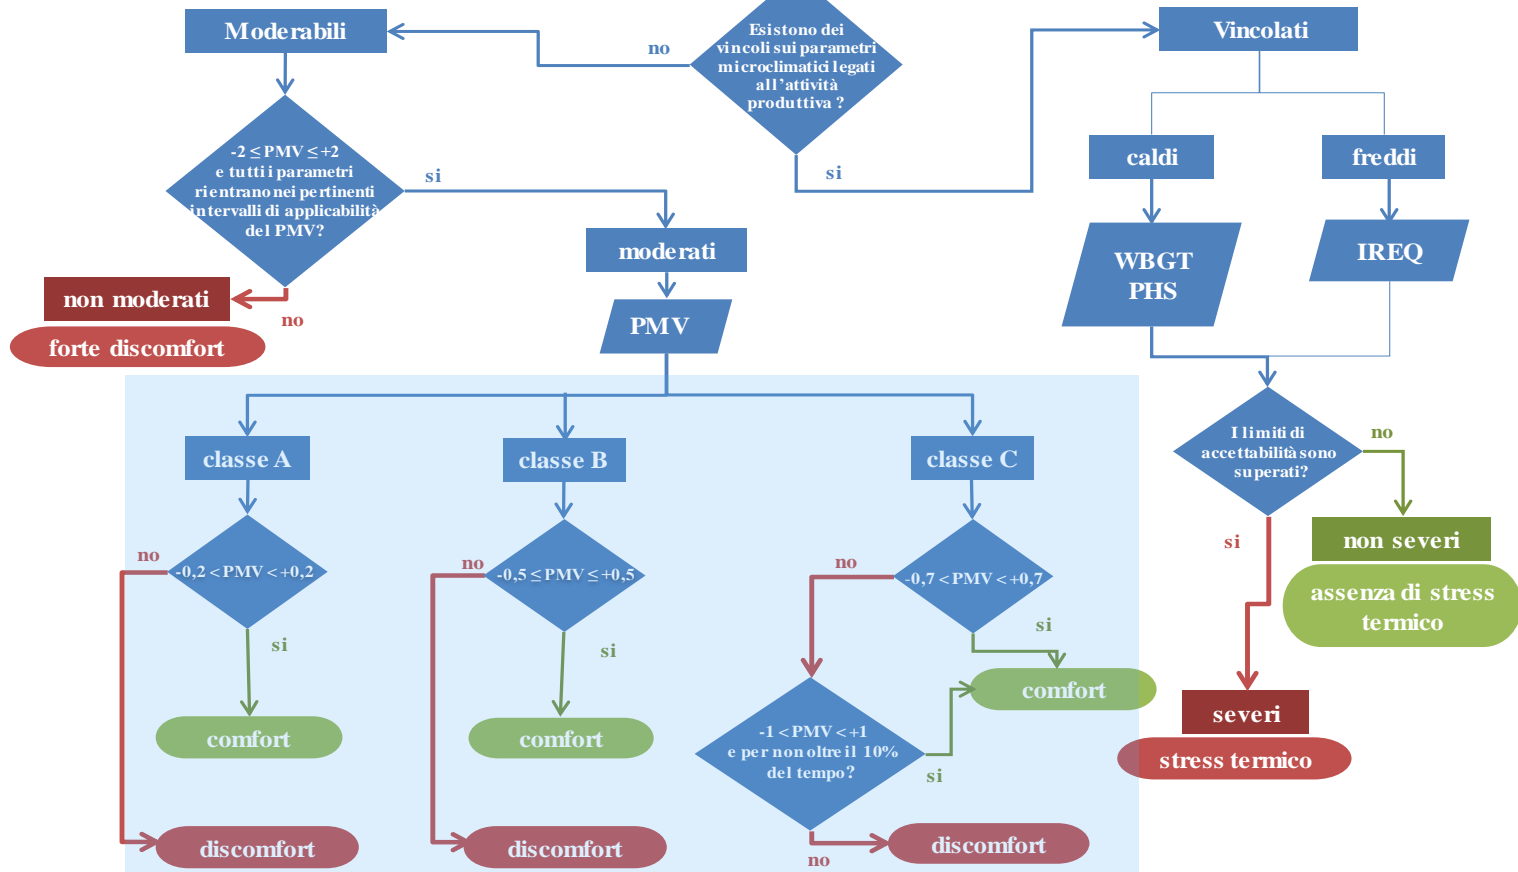 Moderabili
no
Esistono dei
vincoli sui parametri
microclimatici legati
all'attività
produttiva ?
si
Vincolati
-2 ≤ PMV ≤ +2
e tutti i parametri
rientrano nei pertinenti
intervalli di applicabilità
del PMV?
si
no
non moderati
forte discomfort
moderati
PMV
caldi
freddi
WBGT
PHS
IREQ
classe A
classe B
classe C
-0,2 < PMV < +0,2
no
si
comfort
discomfort
-0,5 ≤ PMV ≤ +0,5
no
si
comfort
discomfort
-0,7 < PMV < +0,7
no
si
comfort
-1 < PMV < +1
e per non oltre il 10%
del tempo?
si
no
discomfort
I limiti di
accettabilità sono
superati?
no
si
non severi
assenza di stress
termico
severi
stress termico